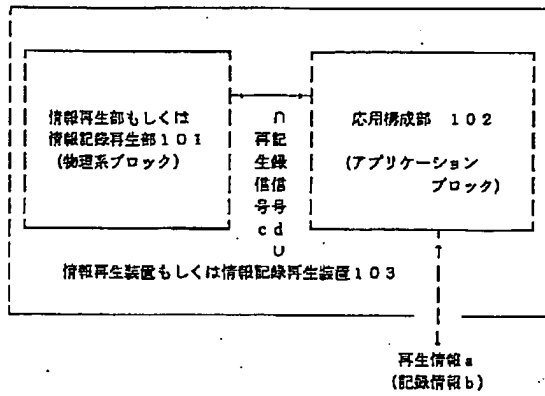 情報再生部もしくは
情報記録再生部101
(物理系ブロック)
再生信号c
記録信号d
応用構成部 102
(アプリケーション
ブロック)
情報再生装置もしくは情報記録再生装置103
再生情報a
(記録情報b)